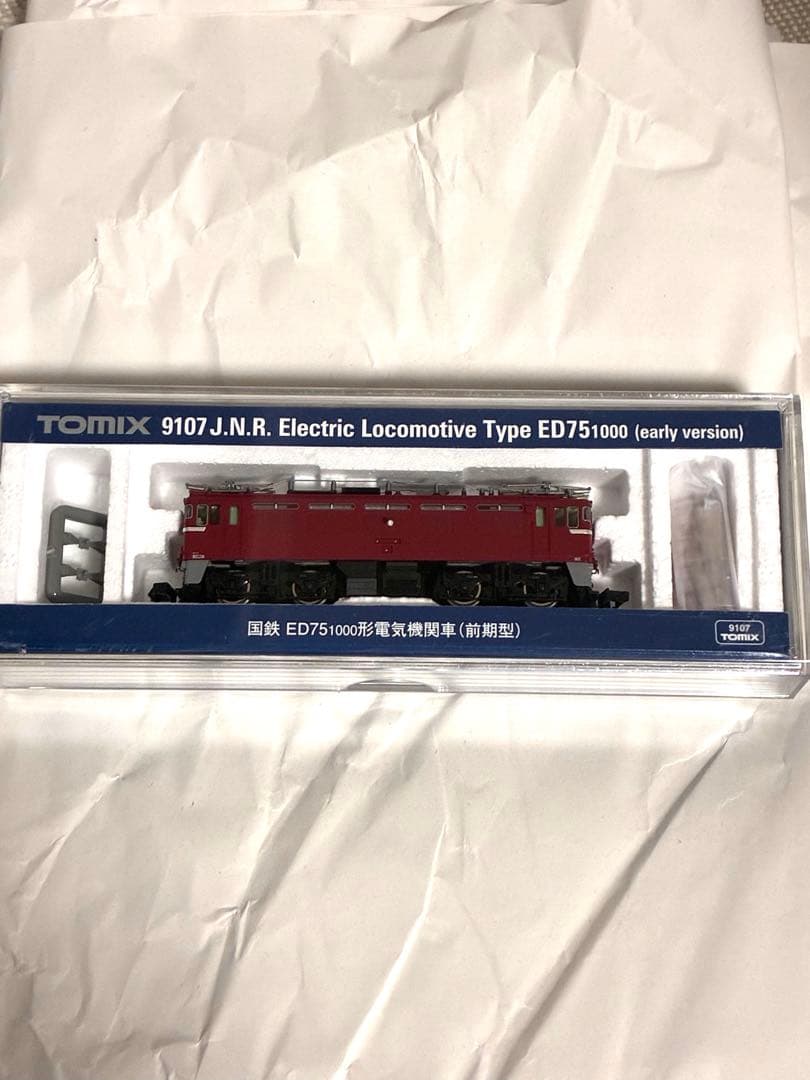 TOMIX 9107 J.N.R. Electric Locomotive Type ED751000 (early version)
国鉄 ED751000形電気機関車(前期型)
9107
TOMIX